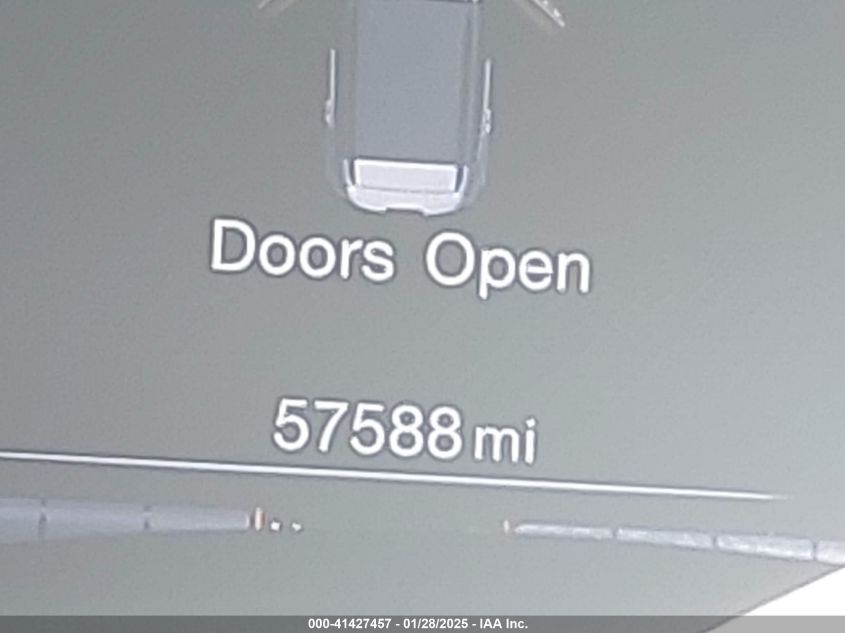 Doors Open
57588 mi
000-41427457 - 01/28/2025 - IAA Inc.